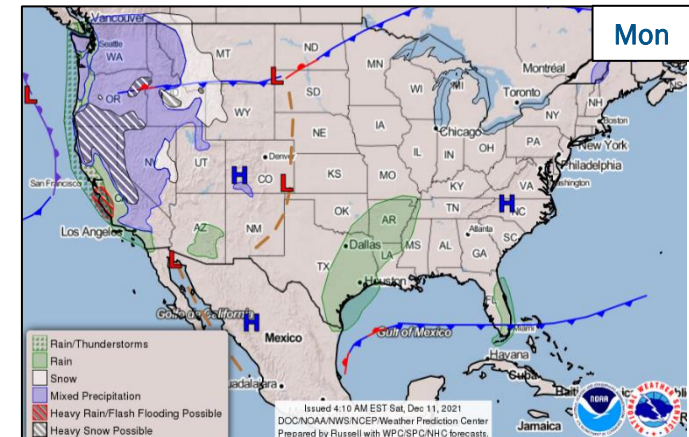 Mon
Vancouver
Seattle
WA
MT
ND
MN
Montréal
OR
SD
WI
MI
Toronto
NH
WY
Boston
NE
IA
Chicago
NY
New York
NV
UT
Denver
IL
IN
OH
PA
Philadelphia
San Francisco
CO
KS
MO
KY
VA
Washington
CA
Los Angeles
AZ
NM
OK
AR
TN
NC
Atlanta
SC
Dallas
MS
AL
GA
TX
LA
Houston
FL
Golfo de California
Mexico
Gulf of Mexico
Miami
Havana
Cuba
Jamaica
L
L
L
L
H
H
H
Rain/Thunderstorms
Rain
Snow
Mixed Precipitation
Heavy Rain/Flash Flooding Possible
Heavy Snow Possible
Issued 4:10 AM EST Sat, Dec 11, 2021
DOC/NOAA/NWS/NCEP/Weather Prediction Center
Prepared by Russell with WPC/SPC/NHC forecasts.
NOAA